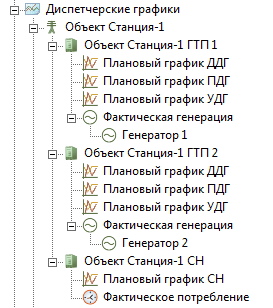 Диспетчерские графики
Объект Станция-1
Объект Станция-1 ГТП 1
Плановый график ДДГ
Плановый график ПДГ
Плановый график УДГ
Фактическая генерация
Генератор 1
Объект Станция-1 ГТП 2
Плановый график ДДГ
Плановый график ПДГ
Плановый график УДГ
Фактическая генерация
Генератор 2
Объект Станция-1 СН
Плановый график СН
Фактическое потребление